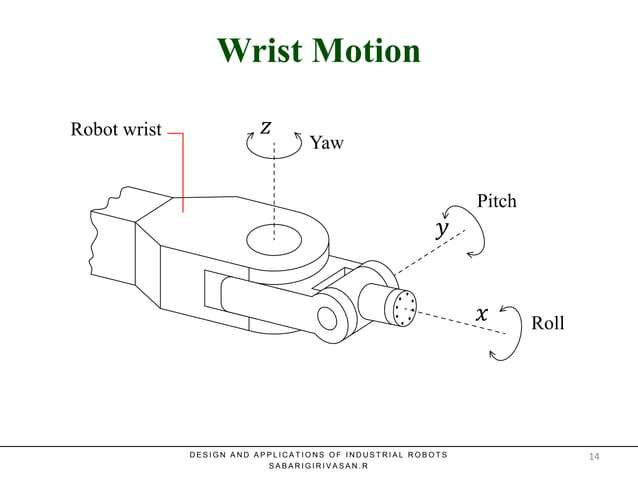 Wrist Motion
Robot wrist
z
Yaw
Pitch
y
x
Roll
DESIGN AND APPLICATIONS OF INDUSTRIAL ROBOTS
SABARIGIRIVASAN.R
14